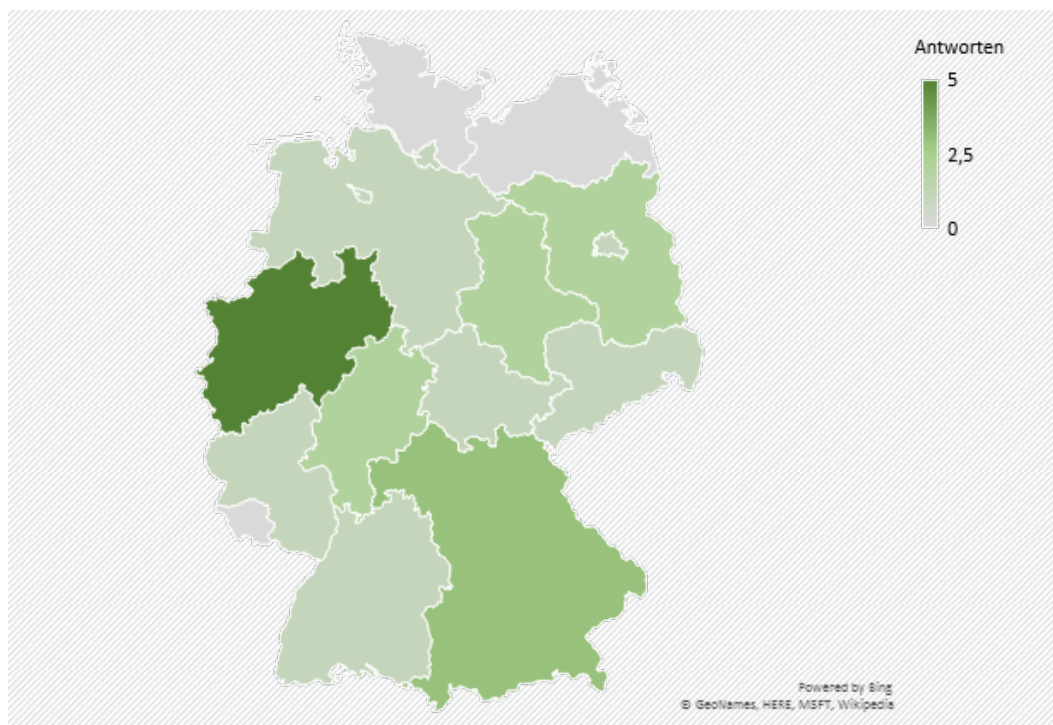 Antworten
5
2,5
0
Powered by Bing
© GeoNames, HERE, MSFT, Wikipedia